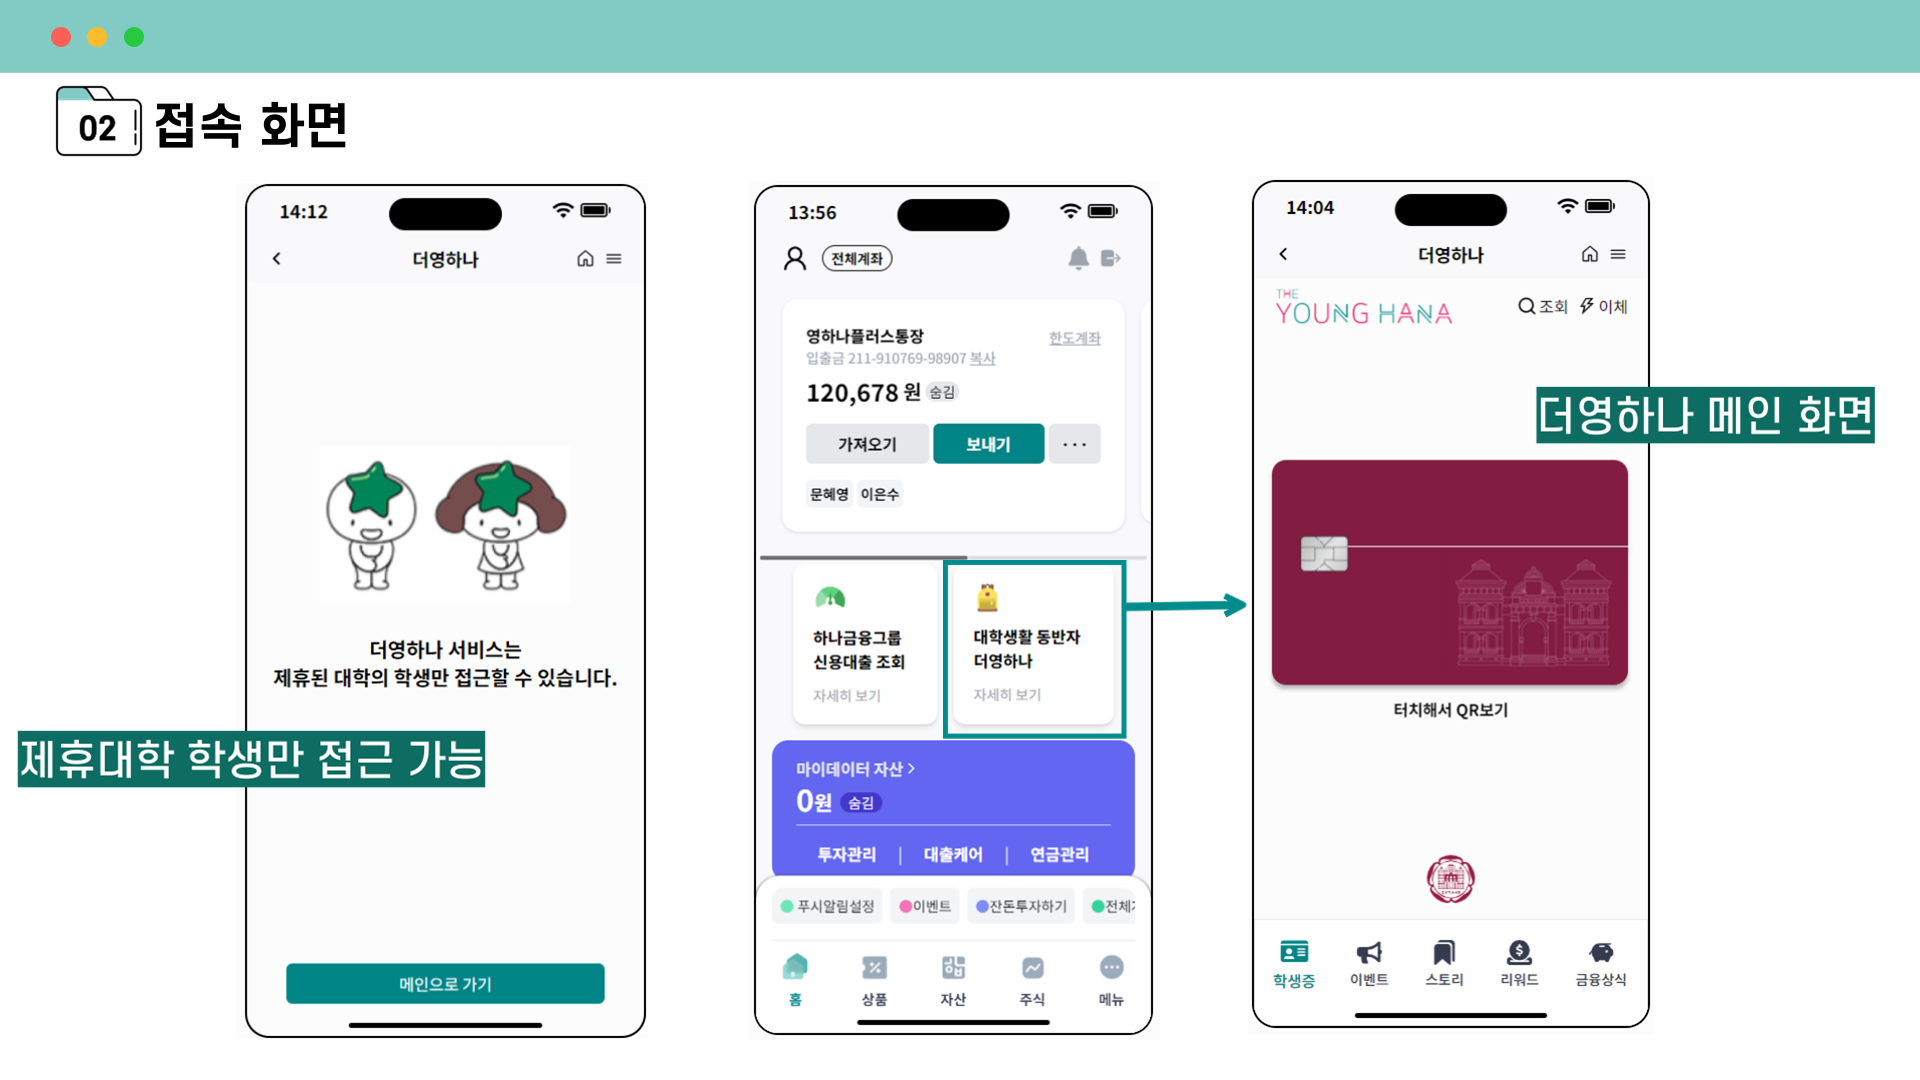 02 접속 화면
14:12
더영하나
더영하나 서비스는
제휴된 대학의 학생만 접근할 수 있습니다.
제휴대학 학생만 접근 가능
메인으로 가기
13:56
전체계좌
영하나플러스통장
한도계좌
입출금 211-910769-98907 복사
120,678 원 숨김
가져오기 보내기 ···
문혜영 이은수
하나금융그룹
신용대출 조회
자세히 보기
대학생활 동반자
더영하나
자세히 보기
마이데이터 자산 >
0원 숨김
투자관리 | 대출케어 | 연금관리
푸시알림설정 이벤트 잔돈투자하기 전체
홈 상품 자산 주식 메뉴
14:04
더영하나
THE
YOUNG HANA
조회 이체
더영하나 메인 화면
터치해서 QR보기
학생증 이벤트 스토리 리워드 금융상식